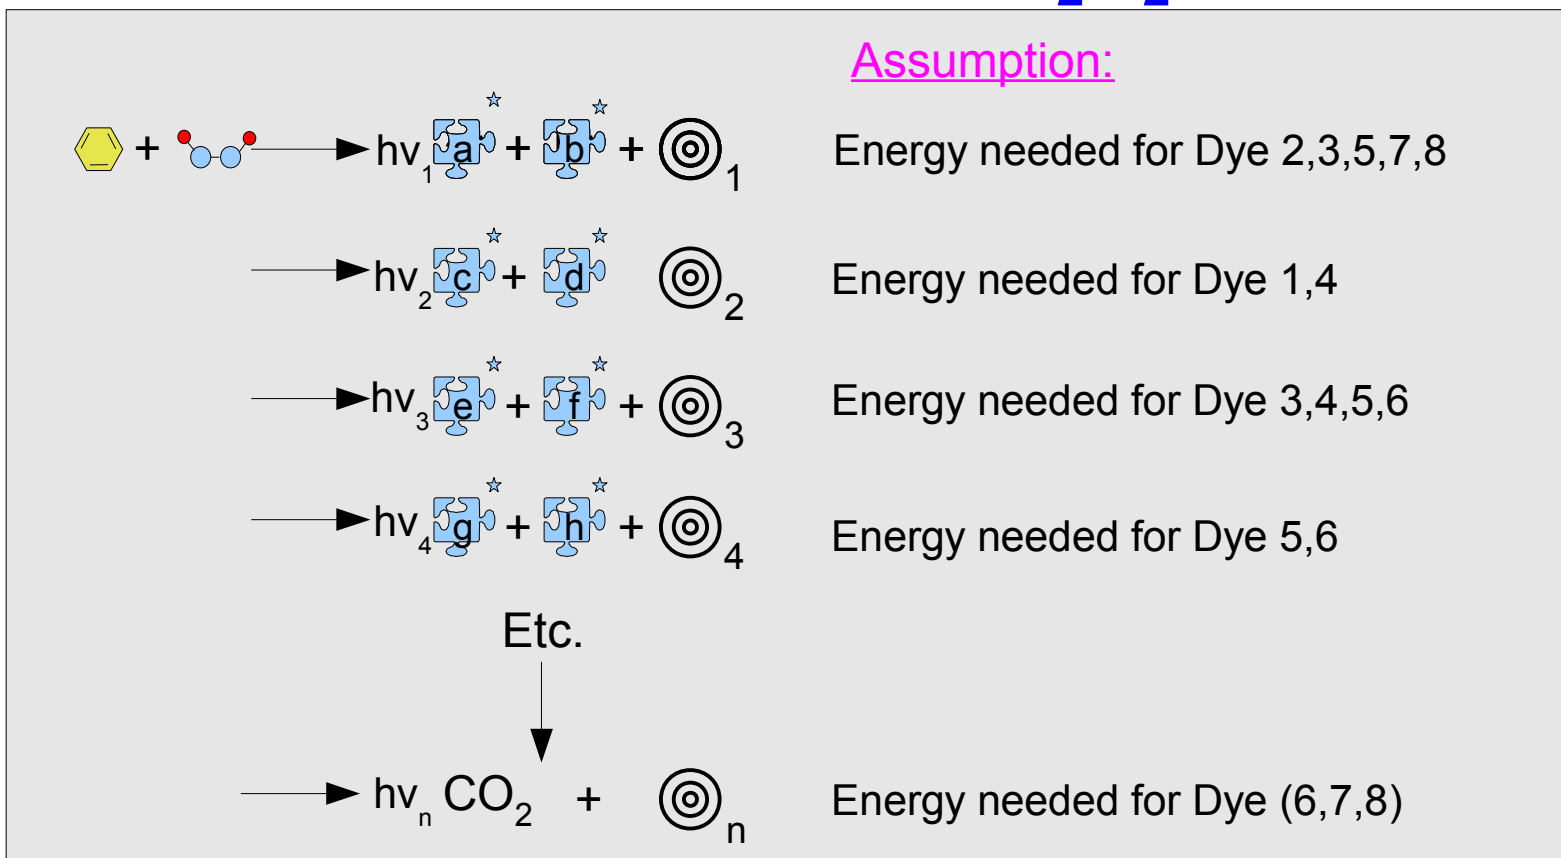 Assumption:
+ hv1 a + b + 1 Energy needed for Dye 2,3,5,7,8
hv2 c + d 2 Energy needed for Dye 1,4
hv3 e + f + 3 Energy needed for Dye 3,4,5,6
hv4 g + h + 4 Energy needed for Dye 5,6
Etc.
hvn CO2 + n Energy needed for Dye (6,7,8)